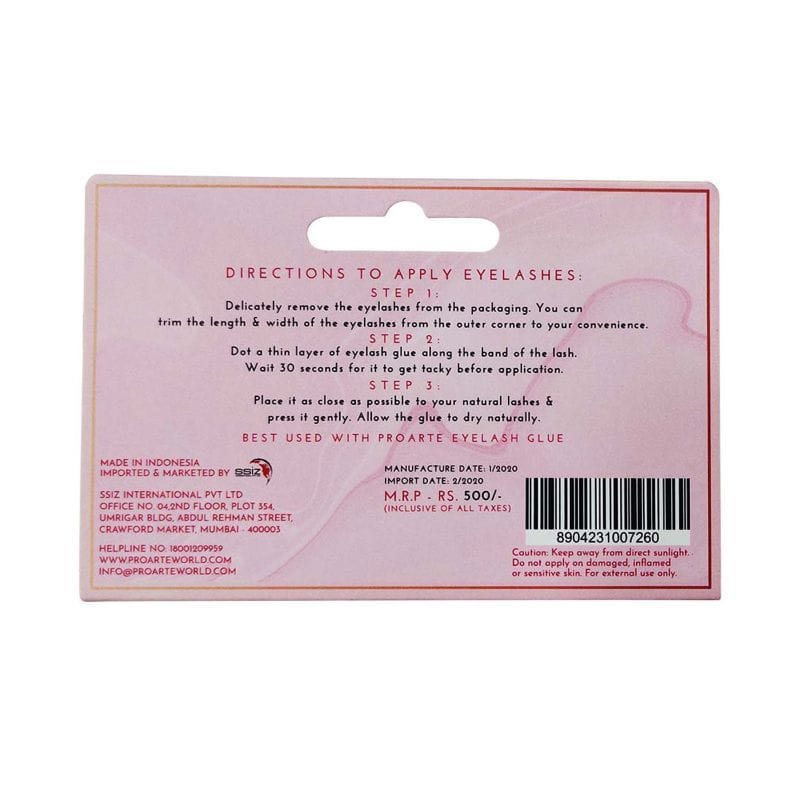 DIRECTIONS TO APPLY EYELASHES:
STEP 1:
Delicately remove the eyelashes from the packaging. You can
trim the length & width of the eyelashes from the outer corner to your convenience.
STEP 2:
Dot a thin layer of eyelash glue along the band of the lash.
Wait 30 seconds for it to get tacky before application.
STEP 3:
Place it as close as possible to your natural lashes &
press it gently. Allow the glue to dry naturally.
BEST USED WITH PROARTE EYELASH GLUE
MADE IN INDONESIA
IMPORTED & MARKETED BY SSIZ
SSIZ INTERNATIONAL PVT LTD
OFFICE NO. 04,2ND FLOOR, PLOT 354,
UMRIGAR BLDG, ABDUL REHMAN STREET,
CRAWFORD MARKET, MUMBAI - 400003
HELPLINE NO: 18001209959
WWW.PROARTEWORLD.COM
INFO@PROARTEWORLD.COM
MANUFACTURE DATE: 1/2020
IMPORT DATE: 2/2020
M.R.P - RS. 500/-
(INCLUSIVE OF ALL TAXES)
8904231007260
Caution: Keep away from direct sunlight.
Do not apply on damaged, inflamed
or sensitive skin. For external use only.